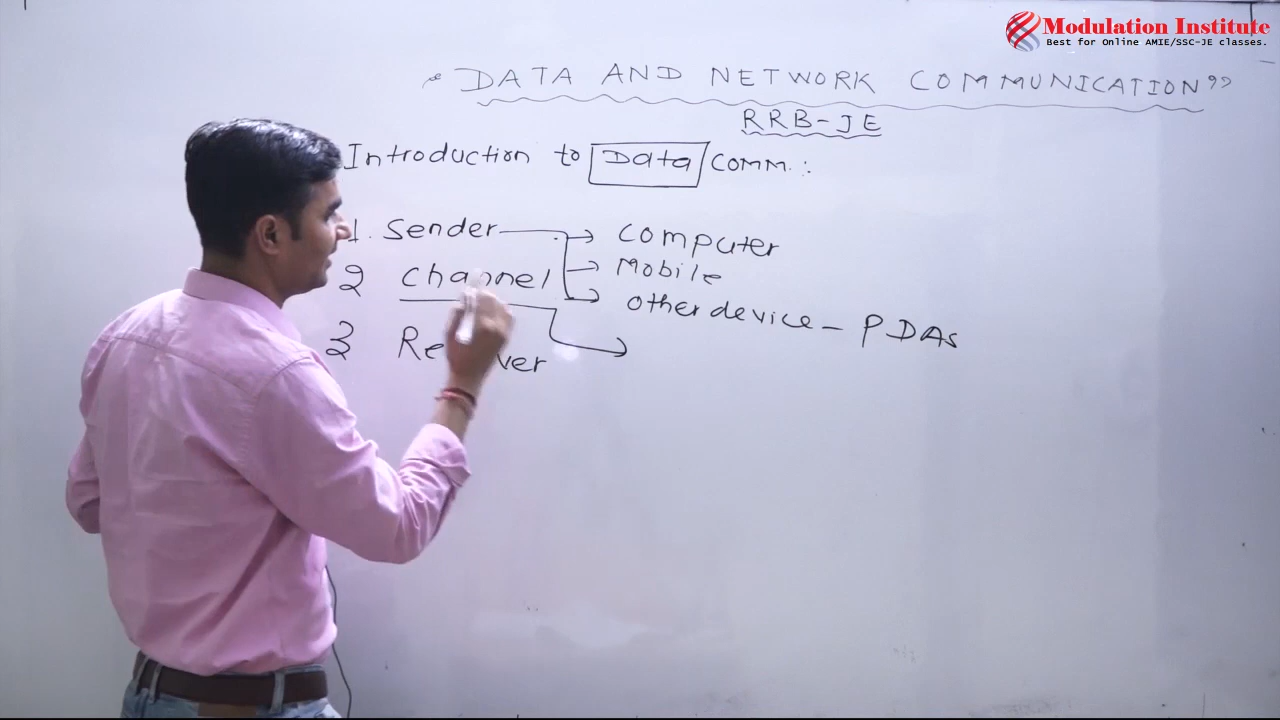 Modulation Institute
Best for Online AMIE/SSC-JE classes.
"DATA AND NETWORK COMMUNICATION"
RRB-JE
Introduction to Data comm. :
1. Sender → Computer
2 Channel → Mobile
→ Other device - PDAs
3